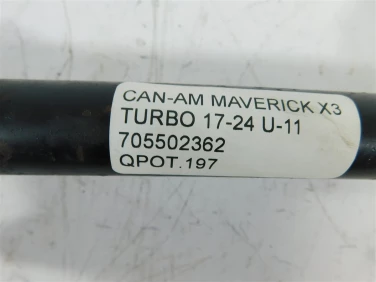 CAN-AM MAVERICK X3
TURBO 17-24 U-11
705502362
QPOT.197